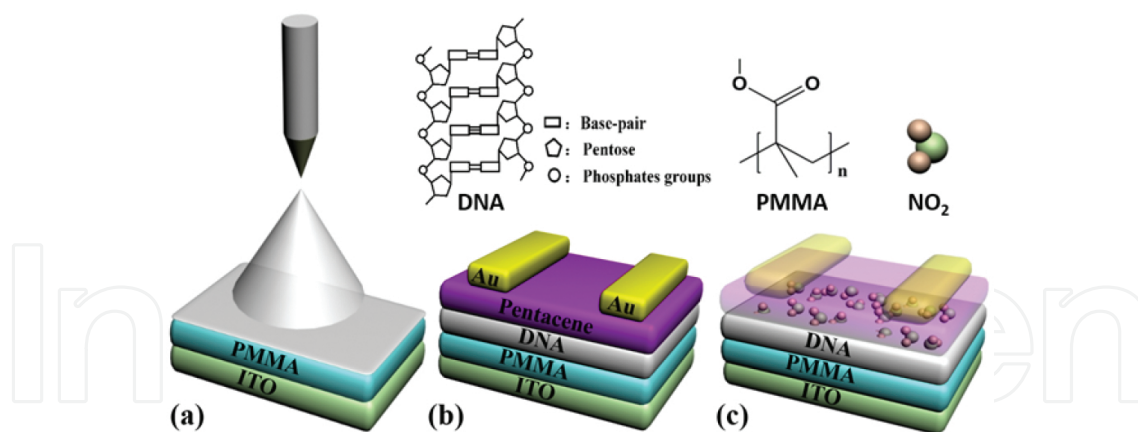 : Base-pair
: Pentose
: Phosphates groups
DNA
O
O
n
PMMA
NO₂
PMMA
ITO
(a)
Au
Au
Pentacene
DNA
PMMA
ITO
(b)
DNA
PMMA
ITO
(c)